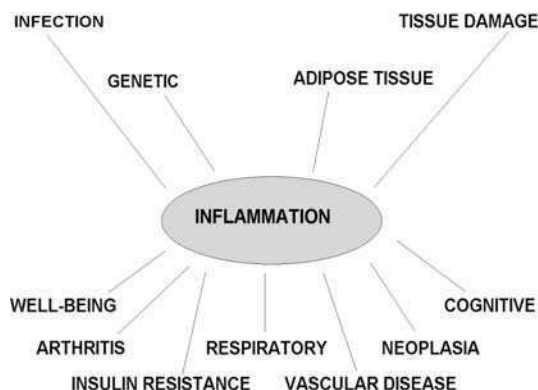 INFECTION
TISSUE DAMAGE
GENETIC
ADIPOSE TISSUE
INFLAMMATION
WELL-BEING
COGNITIVE
ARTHRITIS
RESPIRATORY
NEOPLASIA
INSULIN RESISTANCE
VASCULAR DISEASE